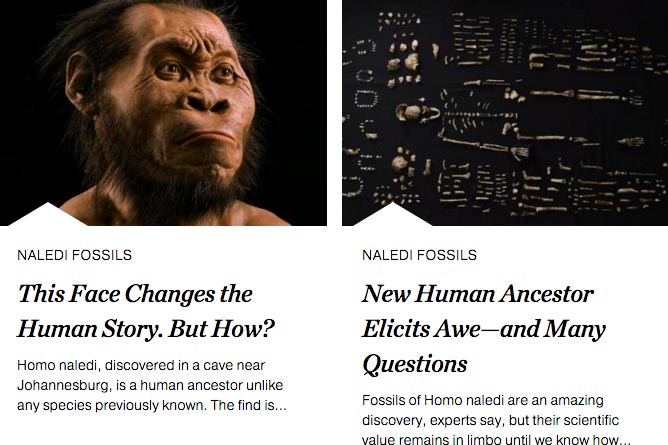 NALEDI FOSSILS
This Face Changes the
Human Story. But How?
Homo naledi, discovered in a cave near
Johannesburg, is a human ancestor unlike
any species previously known. The find is...
NALEDI FOSSILS
New Human Ancestor
Elicits Awe—and Many
Questions
Fossils of Homo naledi are an amazing
discovery, experts say, but their scientific
value remains in limbo until we know how...